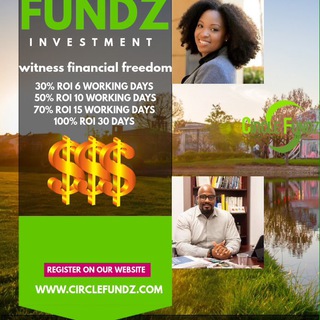 FUNDZ
INVESTMENT
witness financial freedom
30% ROI 6 WORKING DAYS
50% ROI 10 WORKING DAYS
70% ROI 15 WORKING DAYS
100% ROI 30 DAYS
$$$
REGISTER ON OUR WEBSITE
WWW.CIRCLEFUNDZ.COM